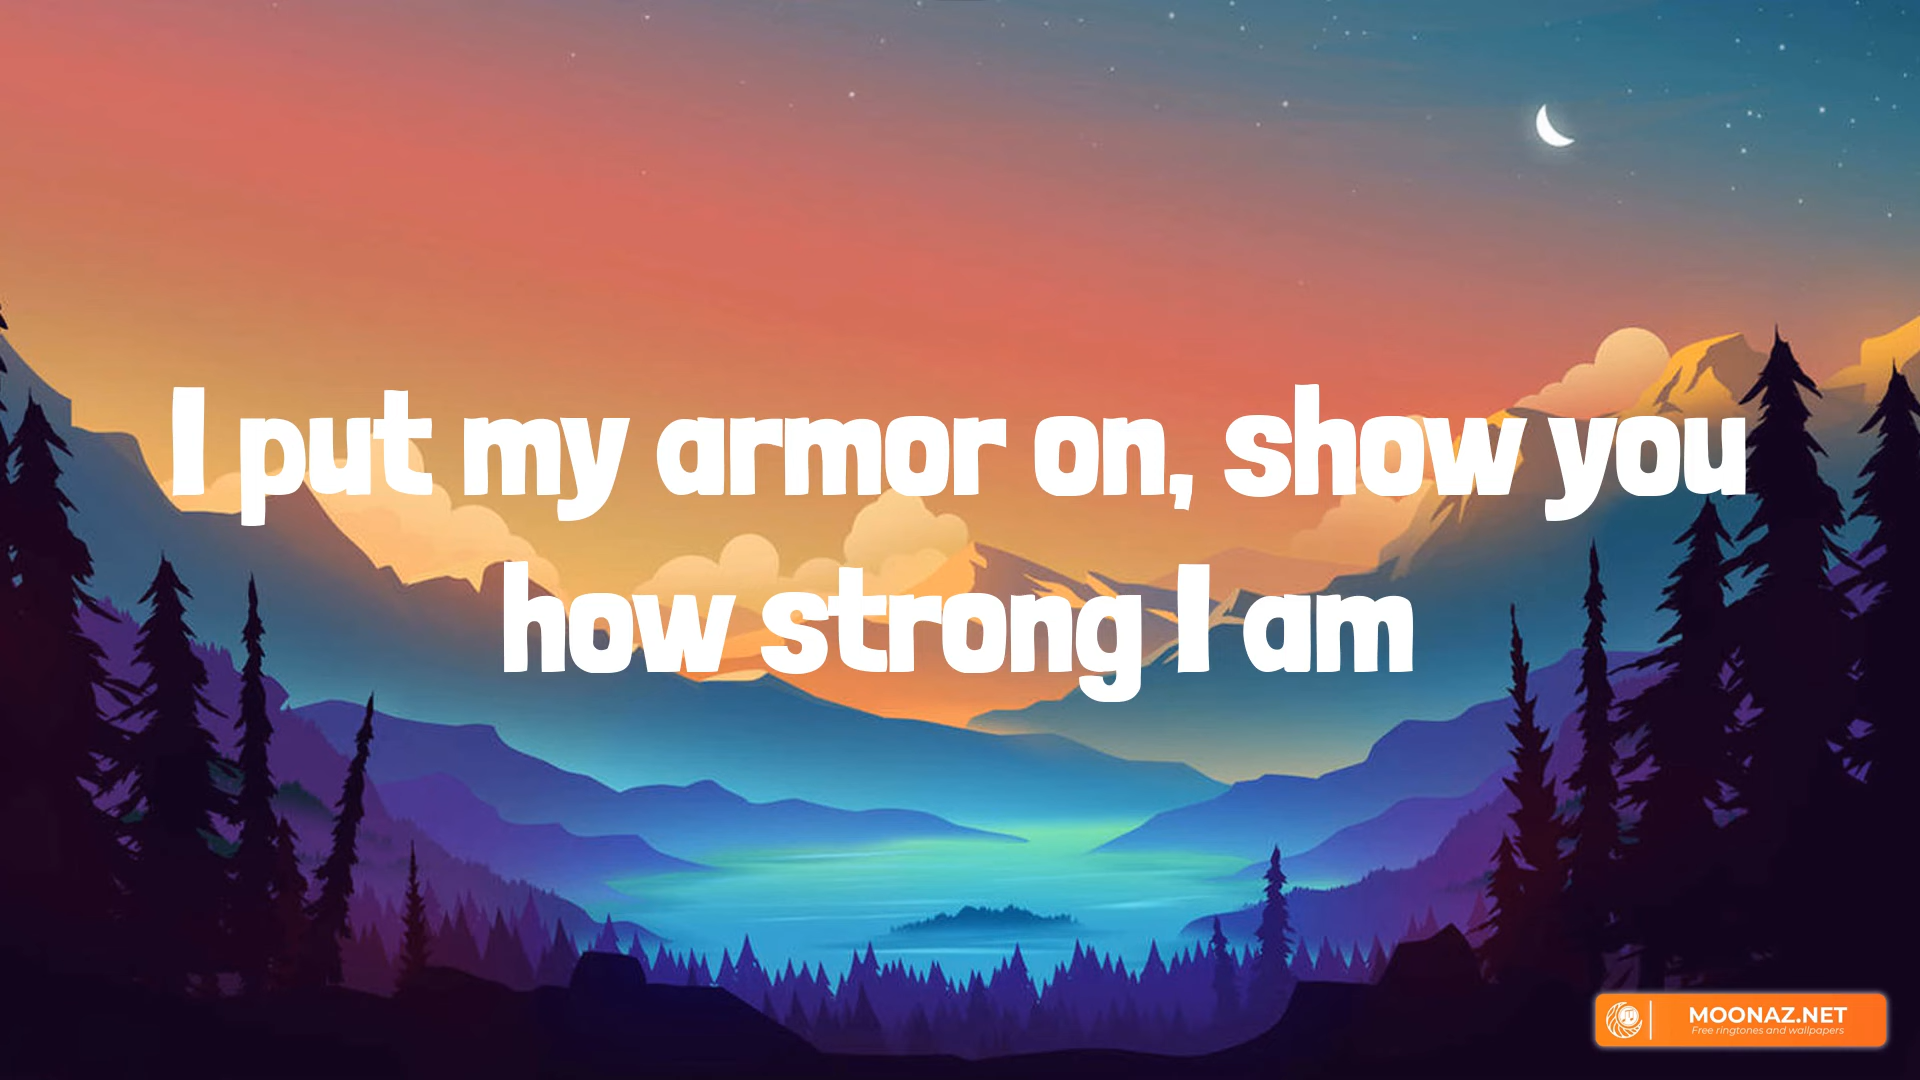 I put my armor on, show you
how strong I am
MOONAZ.NET
Free ringtones and wallpapers